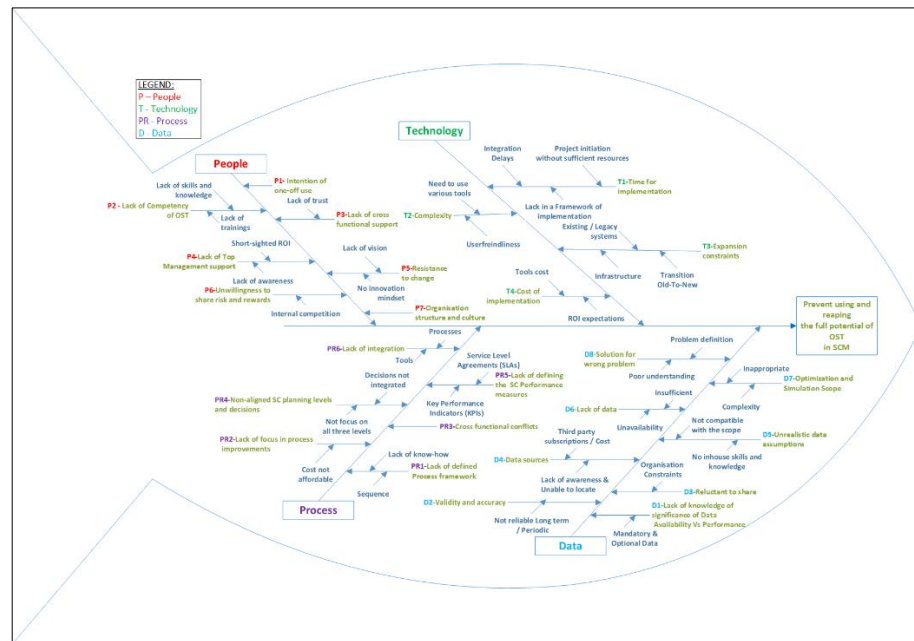 LEGEND:
P – People
T - Technology
PR - Process
D - Data
Technology
People
P1- Intention of
one-off use
Lack of skills and
knowledge
P2 - Lack of Competency
of OST
Lack of
trainings
Lack of trust
P3-Lack of cross
functional support
Short-sighted ROI
P4-Lack of Top
Management support
Lack of awareness
Lack of vision
P5-Resistance
to change
No innovation
mindset
P6-Unwillingness to
share risk and rewards
Internal competition
P7-Organisation
structure and culture
Integration
Delays
Project initiation
without sufficient resources
T1-Time for
implementation
Lack in a Framework of
implementation
Need to use
various tools
T2-Complexity
Userfreindliness
Existing / Legacy
systems
T3-Expansion
constraints
Infrastructure
Transition
Old-To-New
Tools cost
T4-Cost of
implementation
ROI expectations
Prevent using and
reaping
the full potential of
OST
in SCM
Processes
PR6-Lack of integration
Tools
Service Level
Agreements (SLAs)
PR5-Lack of defining
the SC Performance
measures
Key Performance
Indicators (KPIs)
Decisions not
integrated
PR4-Non-aligned SC planning levels
and decisions
Not focus on
all three levels
PR3-Cross functional conflicts
PR2-Lack of focus in process
improvements
Cost not
affordable
Lack of know-how
PR1-Lack of defined
Process framework
Sequence
Process
Problem definition
D8-Solution for
wrong problem
Poor understanding
Inappropriate
D7-Optimization and
Simulation Scope
Complexity
Insufficient
D6-Lack of data
Unavailability
Not compatible
with the scope
D5-Unrealistic data
assumptions
No inhouse skills and
knowledge
Third party
subscriptions / Cost
D4-Data sources
Lack of awareness &
Unable to locate
Organisation
Constraints
D3-Reluctant to share
D2-Validity and accuracy
Not reliable Long term
/ Periodic
D1-Lack of knowledge of
significance of Data
Availability Vs Performance
Mandatory &
Optional Data
Data